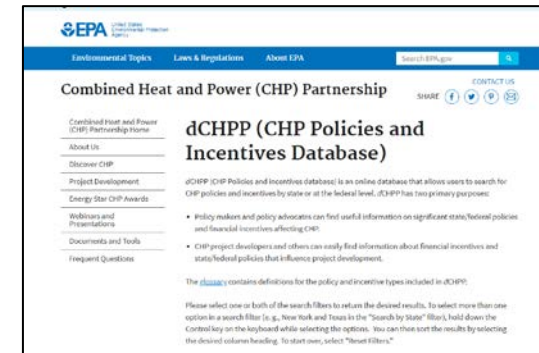 EPA United States Environmental Protection Agency
Environmental Topics Laws & Regulations About EPA Search EPA.gov
CONTACT US
Combined Heat and Power (CHP) Partnership SHARE
Combined Heat and Power
(CHP) Partnership Home
About Us
Discover CHP
Project Development
Energy Star CHP Awards
Webinars and
Presentations
Documents and Tools
Frequent Questions
dCHPP (CHP Policies and
Incentives Database)
dCHPP (CHP Policies and incentives database) is an online database that allows users to search for
CHP policies and incentives by state or at the federal level. dCHPP has two primary purposes:
• Policy makers and policy advocates can find useful information on significant state/federal policies
and financial incentives affecting CHP.
• CHP project developers and others can easily find information about financial incentives and
state/federal policies that influence project development.
The glossary contains definitions for the policy and incentive types included in dCHPP.
Please select one or both of the search filters to return the desired results. To select more than one
option in a search filter (e. g., New York and Texas in the "Search by State" filter), hold down the
Control key on the keyboard while selecting the options. You can then sort the results by selecting
the desired column heading. To start over, select "Reset Filters."